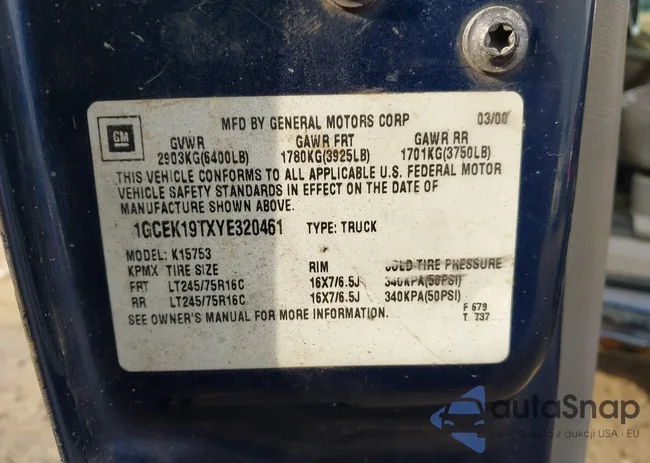 GM
MFD BY GENERAL MOTORS CORP 03/00
GVWR GAWR FRT GAWR RR
2903KG(6400LB) 1780KG(3925LB) 1701KG(3750LB)
THIS VEHICLE CONFORMS TO ALL APPLICABLE U.S. FEDERAL MOTOR
VEHICLE SAFETY STANDARDS IN EFFECT ON THE DATE OF
MANUFACTURE SHOWN ABOVE.
1GCEK19TXYE320461 TYPE: TRUCK
MODEL: K15753
KPMX TIRE SIZE RIM COLD TIRE PRESSURE
FRT LT245/75R16C 16X7/6.5J 340KPA(50PSI)
RR LT245/75R16C 16X7/6.5J 340KPA(50PSI)
SEE OWNER'S MANUAL FOR MORE INFORMATION.
F 679
T 737
autoSnap
z aukcji USA i EU